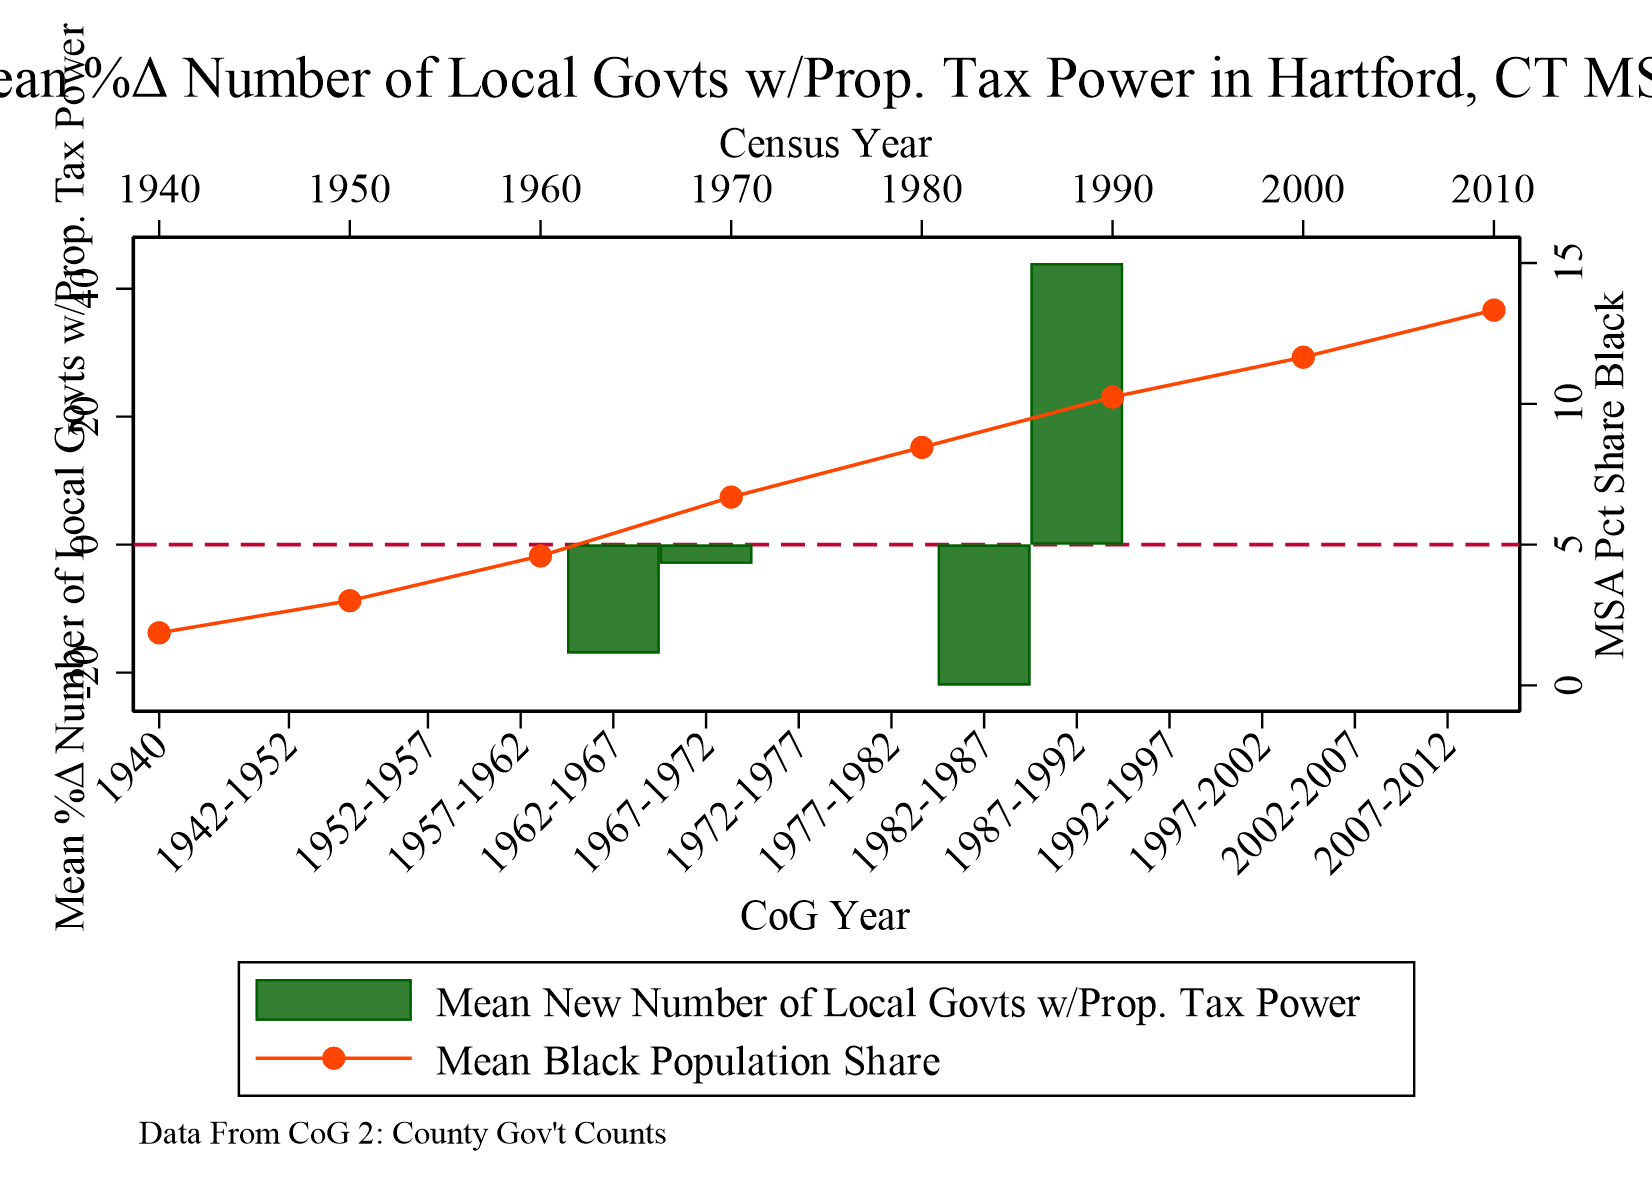 ean %Δ Number of Local Govts w/Prop. Tax Power in Hartford, CT MS
Census Year
1940 1950 1960 1970 1980 1990 2000 2010
Mean %Δ Number of Local Govts w/Prop. Tax Power
40
20
0
-20
15
10
5
0
MSA Pct Share Black
1940 1942-1952 1952-1957 1957-1962 1962-1967 1967-1972 1972-1977 1977-1982 1982-1987 1987-1992 1992-1997 1997-2002 2002-2007 2007-2012
CoG Year
Mean New Number of Local Govts w/Prop. Tax Power
Mean Black Population Share
Data From CoG 2: County Gov't Counts